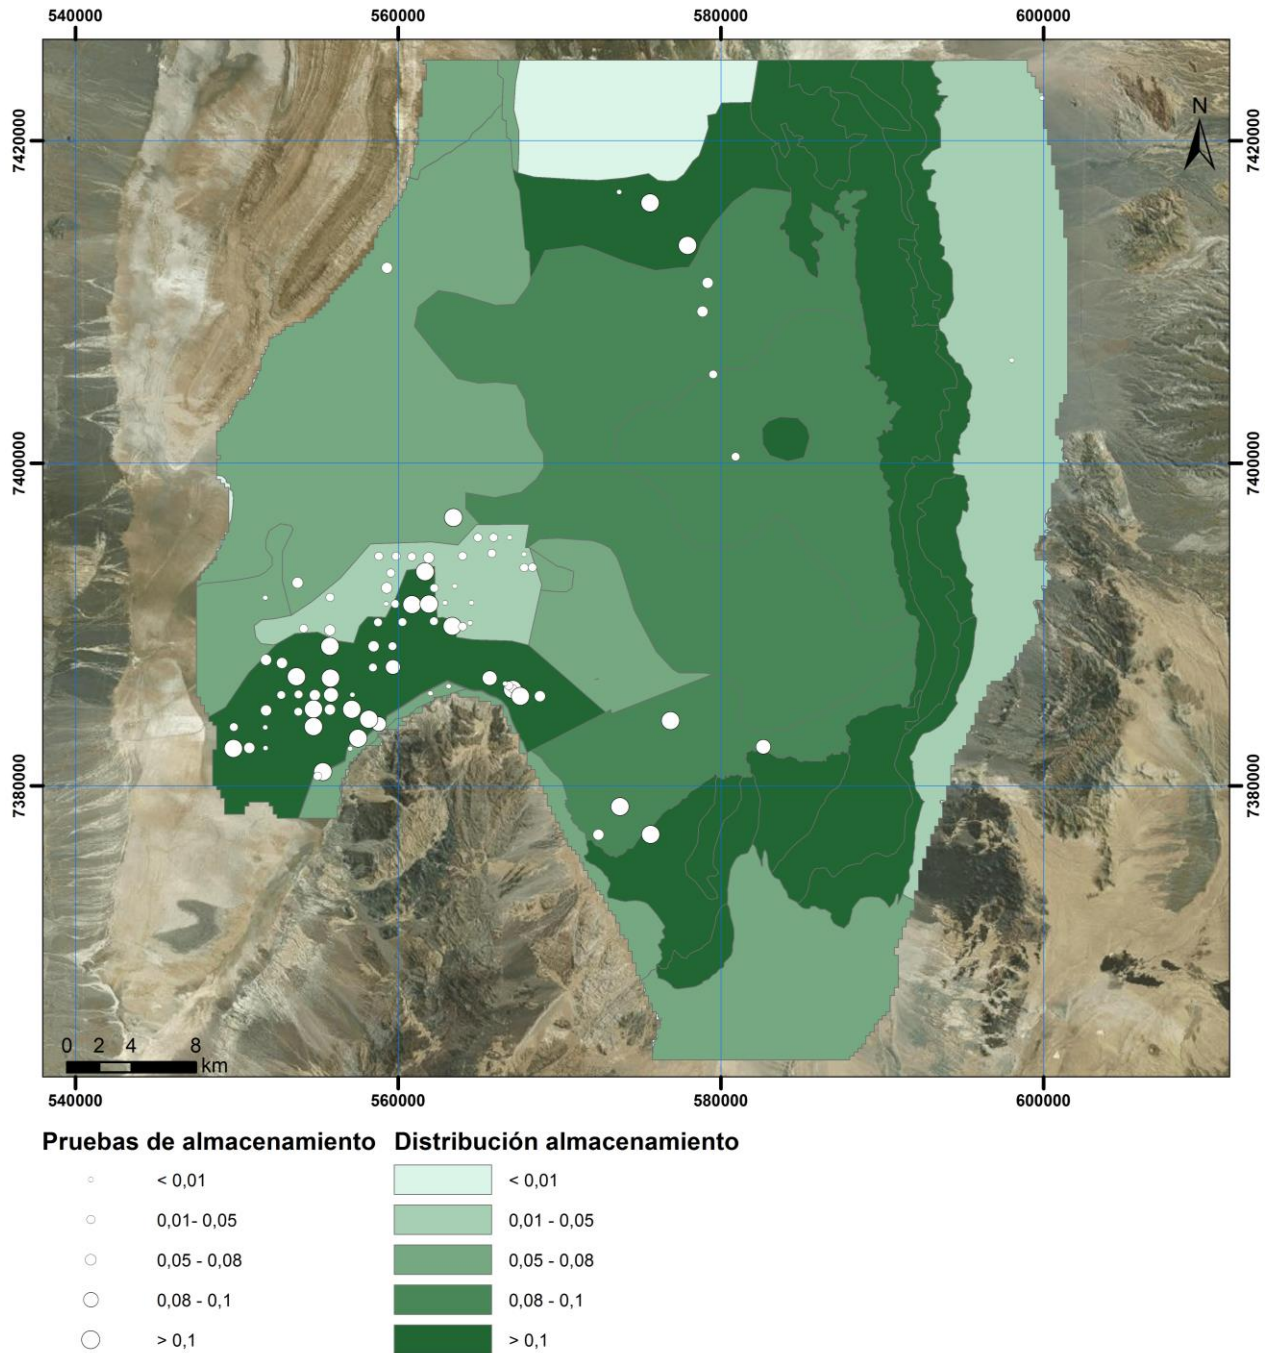 540000 560000 580000 600000
N
7420000 7420000
7400000 7400000
7380000 7380000
0 2 4 8
km
540000 560000 580000 600000
Pruebas de almacenamiento Distribución almacenamiento
< 0,01 < 0,01
0,01- 0,05 0,01 - 0,05
0,05 - 0,08 0,05 - 0,08
0,08 - 0,1 0,08 - 0,1
> 0,1 > 0,1